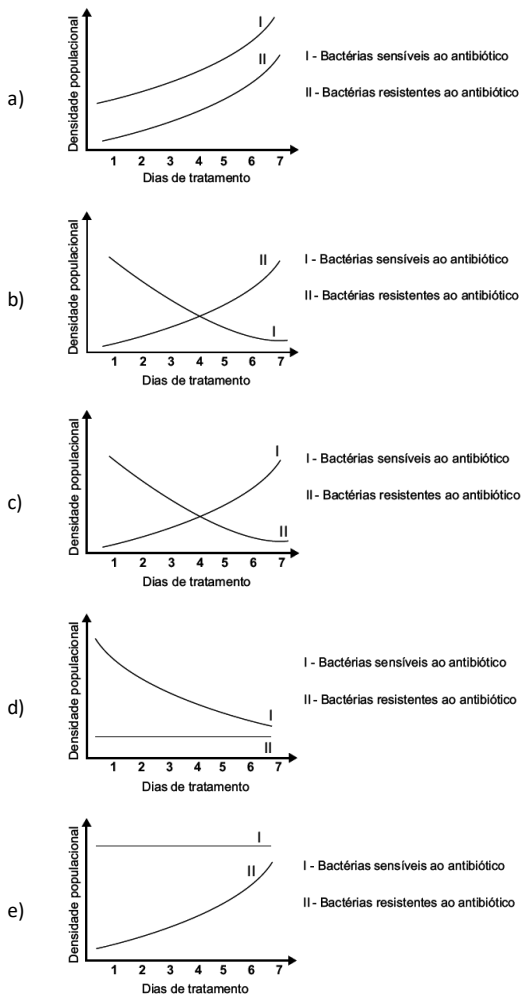 a)
Densidade populacional
I
II
1 2 3 4 5 6 7
Dias de tratamento
I - Bactérias sensíveis ao antibiótico
II - Bactérias resistentes ao antibiótico
b)
Densidade populacional
II
I
1 2 3 4 5 6 7
Dias de tratamento
I - Bactérias sensíveis ao antibiótico
II - Bactérias resistentes ao antibiótico
c)
Densidade populacional
I
II
1 2 3 4 5 6 7
Dias de tratamento
I - Bactérias sensíveis ao antibiótico
II - Bactérias resistentes ao antibiótico
d)
Densidade populacional
I
II
1 2 3 4 5 6 7
Dias de tratamento
I - Bactérias sensíveis ao antibiótico
II - Bactérias resistentes ao antibiótico
e)
Densidade populacional
I
II
1 2 3 4 5 6 7
Dias de tratamento
I - Bactérias sensíveis ao antibiótico
II - Bactérias resistentes ao antibiótico